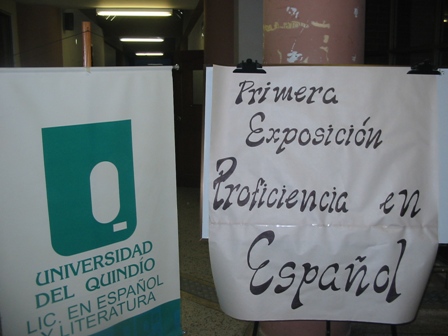 UNIVERSIDAD
DEL QUINDÍO
LIC. EN ESPAÑOL
Y LITERATURA
Primera
Exposición
Proficiencia en
Español